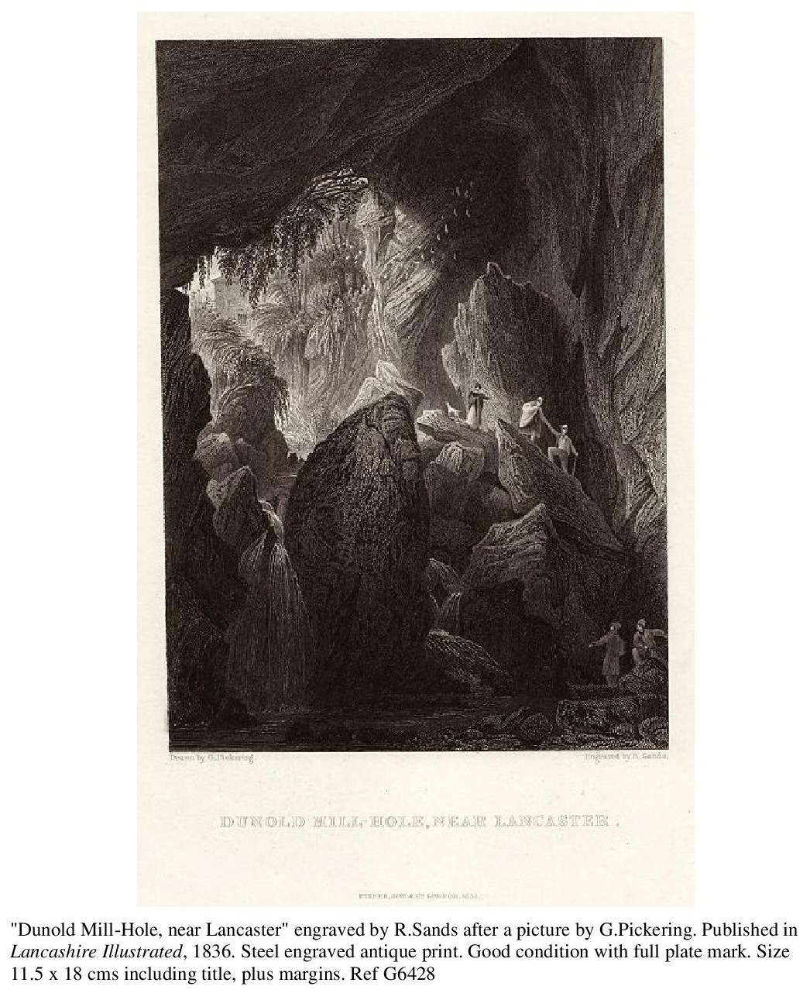 Drawn by G. Pickering.
Engraved by R. Sands.
DUNOLD MILL-HOLE, NEAR LANCASTER.
FISHER, SON & Co. LONDON,
"Dunold Mill-Hole, near Lancaster" engraved by R.Sands after a picture by G.Pickering. Published in
Lancashire Illustrated, 1836. Steel engraved antique print. Good condition with full plate mark. Size
11.5 x 18 cms including title, plus margins. Ref G6428